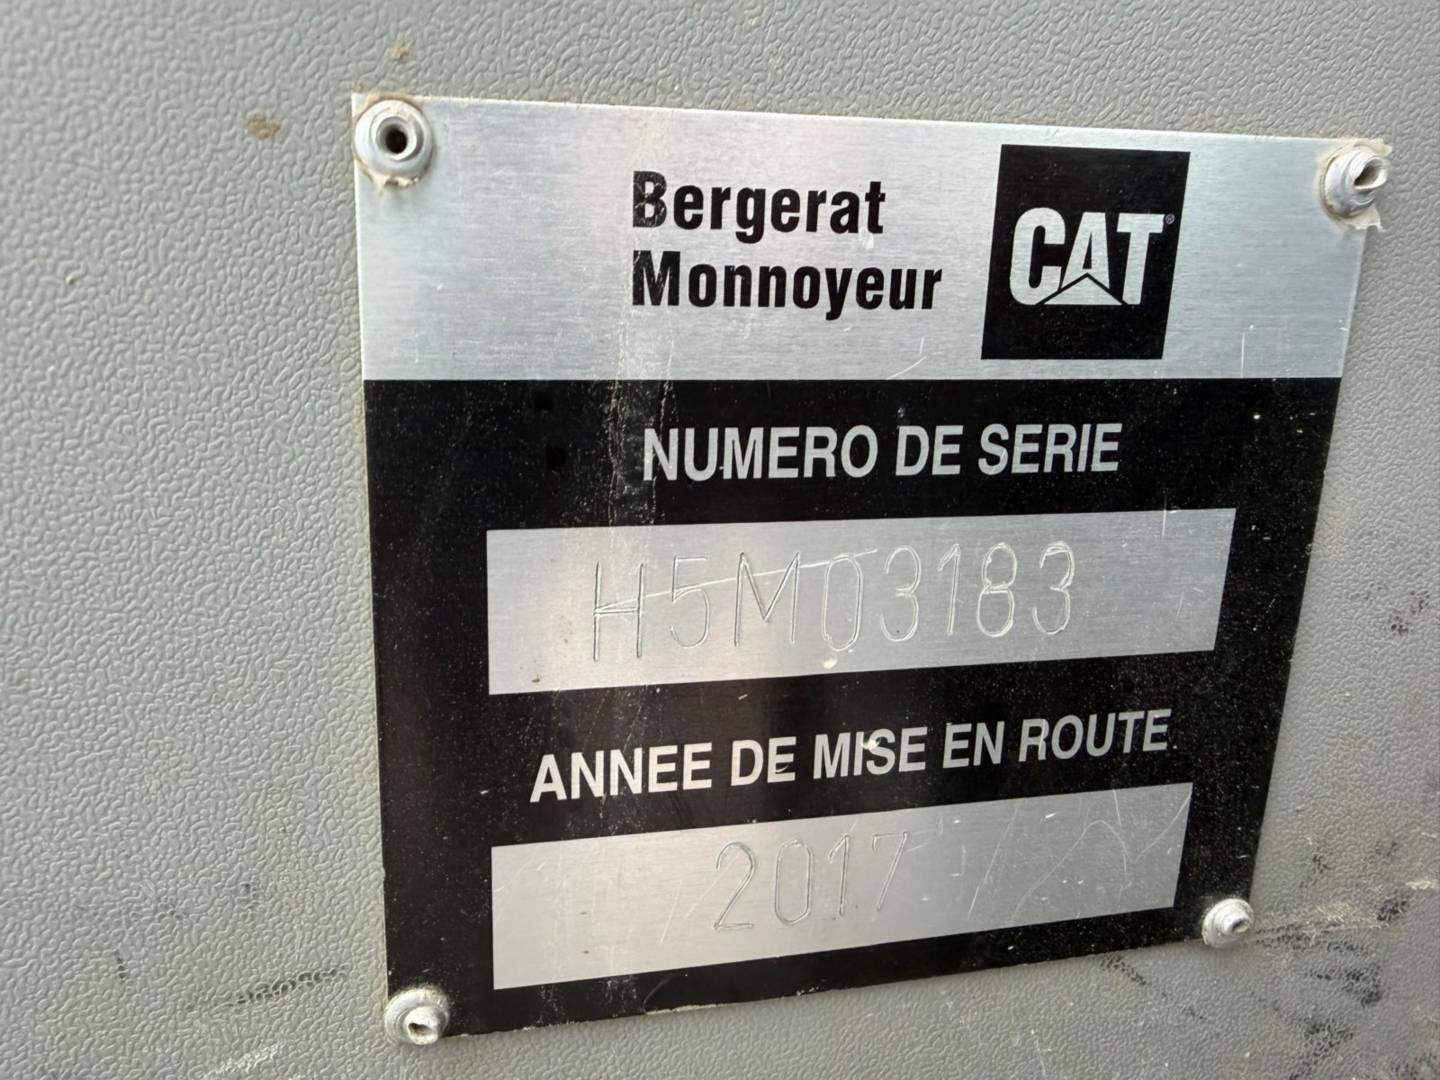 Bergerat
Monnoyeur
CAT®
NUMERO DE SERIE
H5M03183
ANNEE DE MISE EN ROUTE
2017